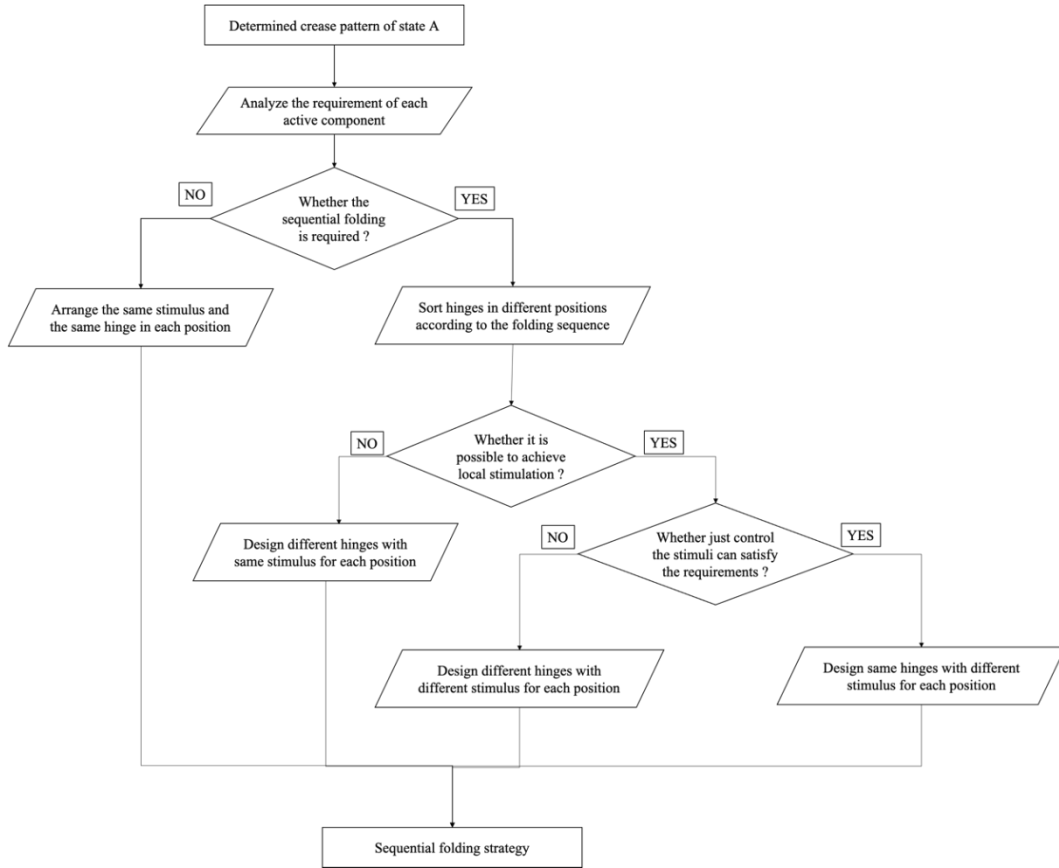 Determined crease pattern of state A
Analyze the requirement of each
active component
NO
YES
Whether the
sequential folding
is required ?
Arrange the same stimulus and
the same hinge in each position
Sort hinges in different positions
according to the folding sequence
NO
YES
Whether it is
possible to achieve
local stimulation ?
Design different hinges with
same stimulus for each position
NO
YES
Whether just control
the stimuli can satisfy
the requirements ?
Design different hinges with
different stimulus for each position
Design same hinges with different
stimulus for each position
Sequential folding strategy